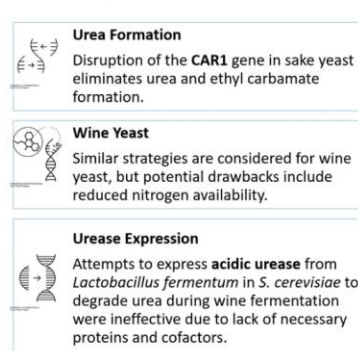 Urea Formation
Disruption of the CAR1 gene in sake yeast
eliminates urea and ethyl carbamate
formation.
Wine Yeast
Similar strategies are considered for wine
yeast, but potential drawbacks include
reduced nitrogen availability.
Urease Expression
Attempts to express acidic urease from
Lactobacillus fermentum in S. cerevisiae to
degrade urea during wine fermentation
were ineffective due to lack of necessary
proteins and cofactors.